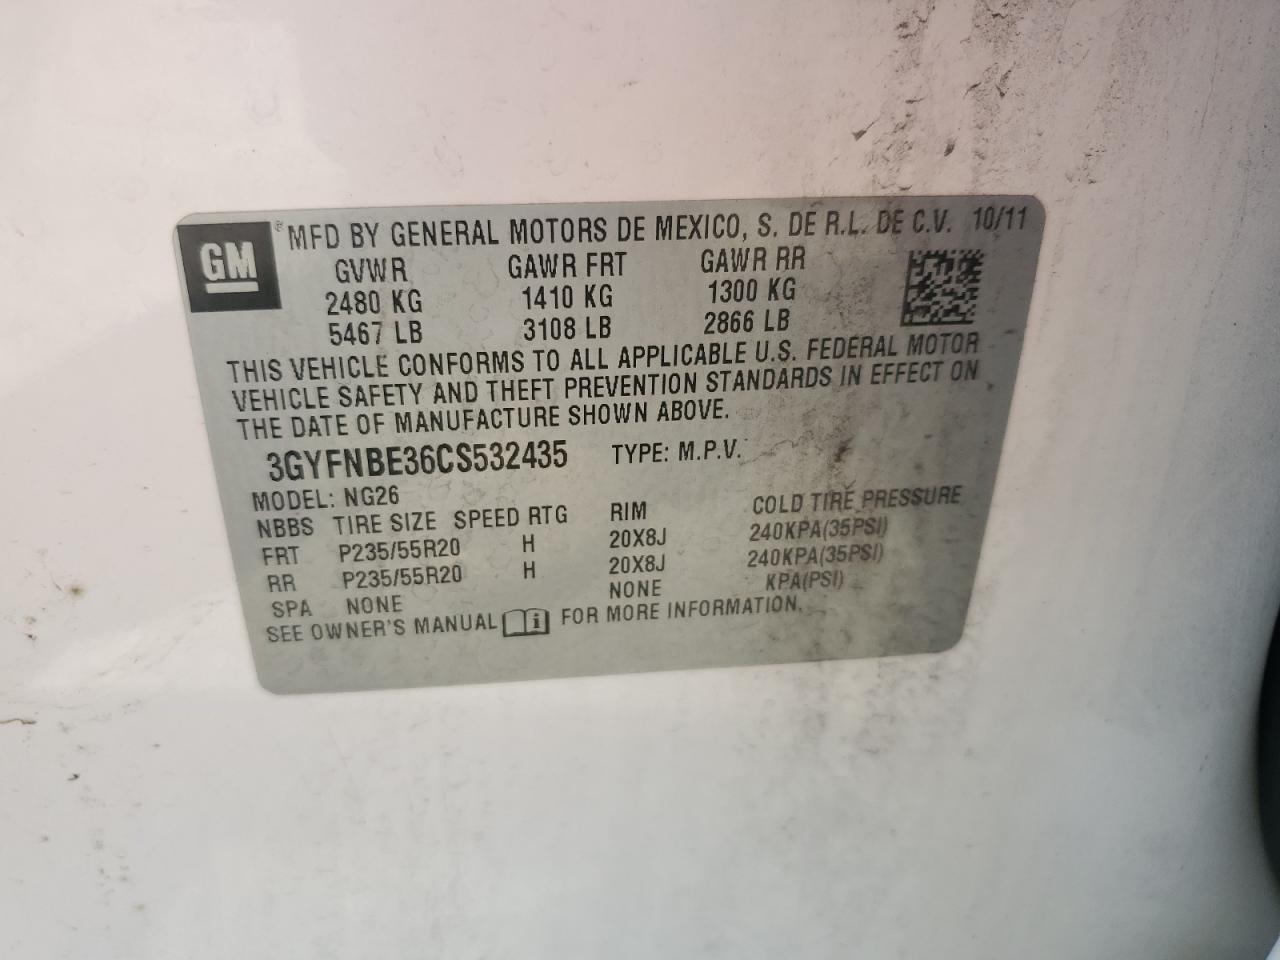 GM ® MFD BY GENERAL MOTORS DE MEXICO, S. DE R.L. DE C.V. 10/11
GVWR GAWR FRT GAWR RR
2480 KG 1410 KG 1300 KG
5467 LB 3108 LB 2866 LB
THIS VEHICLE CONFORMS TO ALL APPLICABLE U.S. FEDERAL MOTOR
VEHICLE SAFETY AND THEFT PREVENTION STANDARDS IN EFFECT ON
THE DATE OF MANUFACTURE SHOWN ABOVE.
3GYFNBE36CS532435 TYPE: M.P.V.
MODEL: NG26
NBBS TIRE SIZE SPEED RTG RIM COLD TIRE PRESSURE
FRT P235/55R20 H 20X8J 240KPA(35PSI)
RR P235/55R20 H 20X8J 240KPA(35PSI)
SPA NONE NONE KPA(PSI)
SEE OWNER'S MANUAL i FOR MORE INFORMATION.